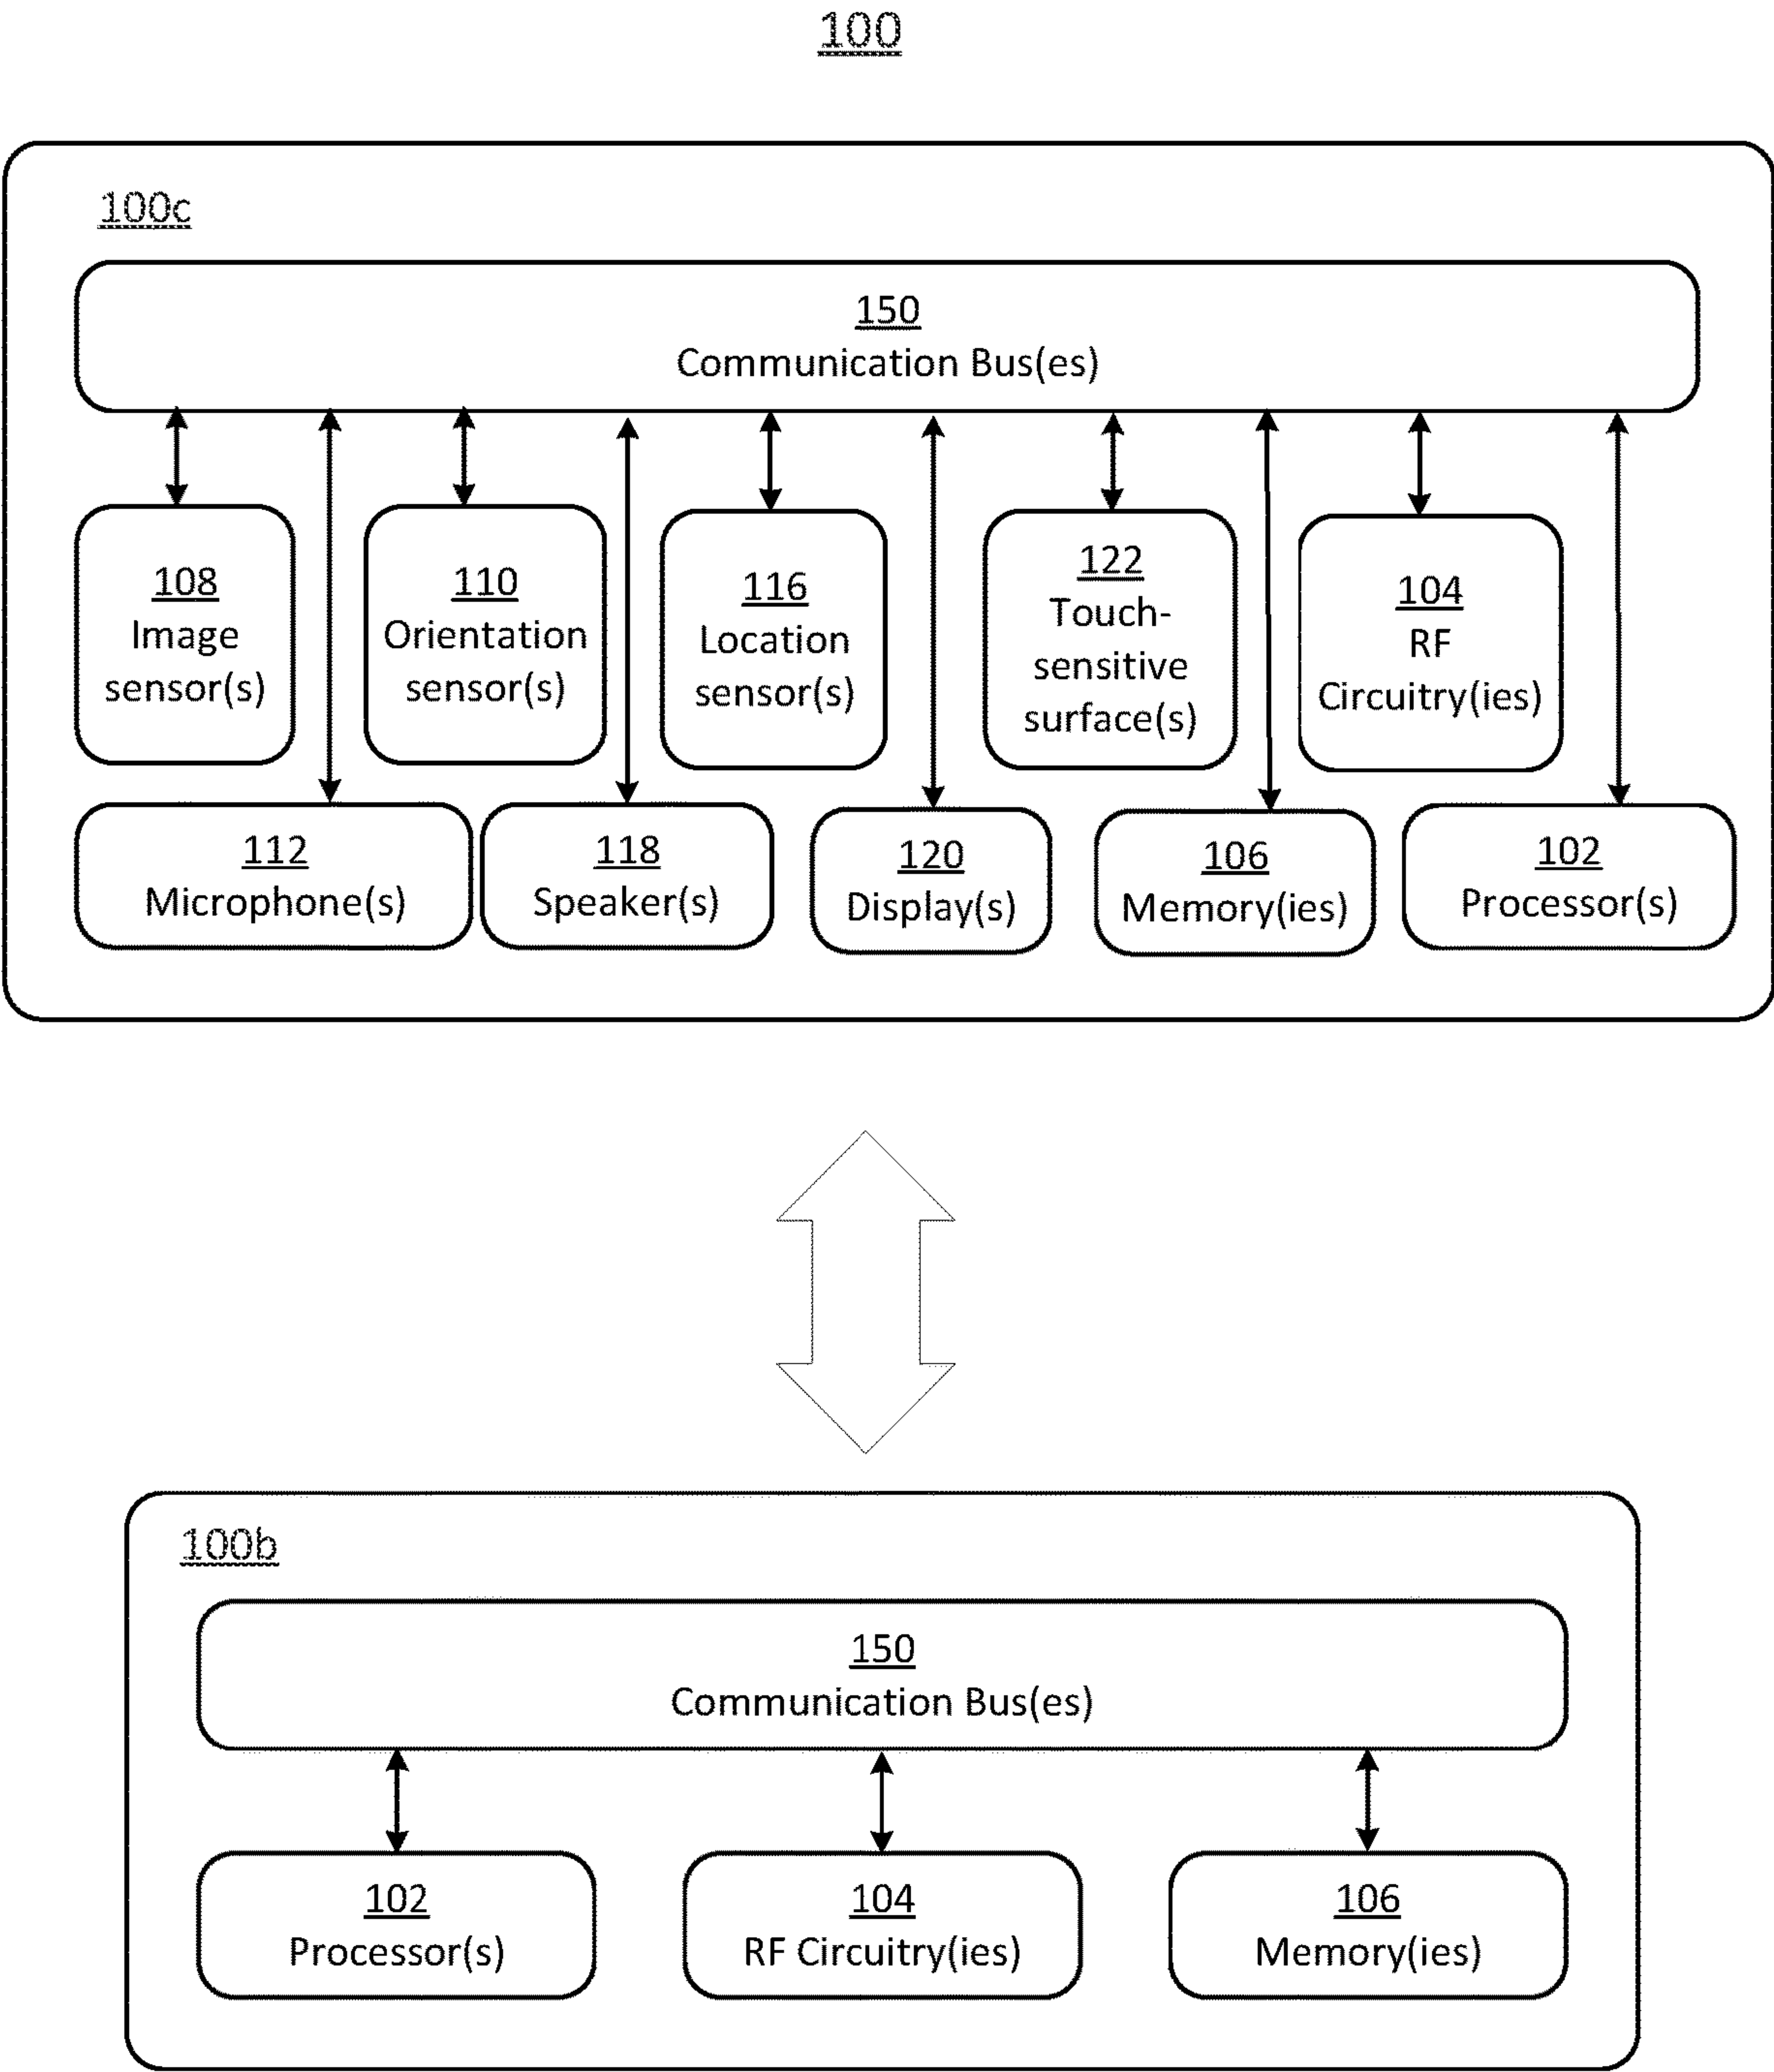 100
100c
150
Communication Bus(es)
108
Image
sensor(s)
110
Orientation
sensor(s)
116
Location
sensor(s)
122
Touch-
sensitive
surface(s)
104
RF
Circuitry(ies)
112
Microphone(s)
118
Speaker(s)
120
Display(s)
106
Memory(ies)
102
Processor(s)
100b
150
Communication Bus(es)
102
Processor(s)
104
RF Circuitry(ies)
106
Memory(ies)